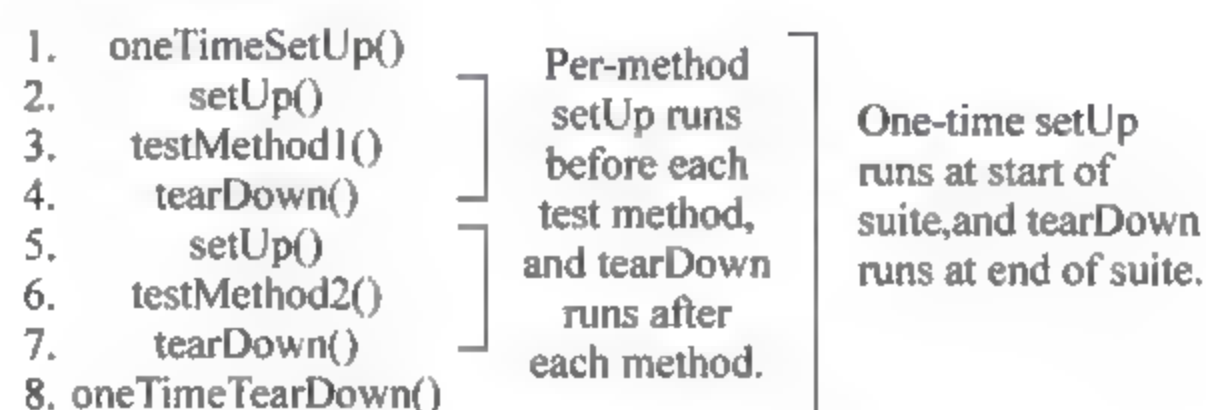 1. oneTimeSetUp()
2. setUp()
3. testMethod1()
4. tearDown()
5. setUp()
6. testMethod2()
7. tearDown()
8. oneTimeTearDown()
Per-method
setUp runs
before each
test method,
and tearDown
runs after
each method.
One-time setUp
runs at start of
suite,and tearDown
runs at end of suite.